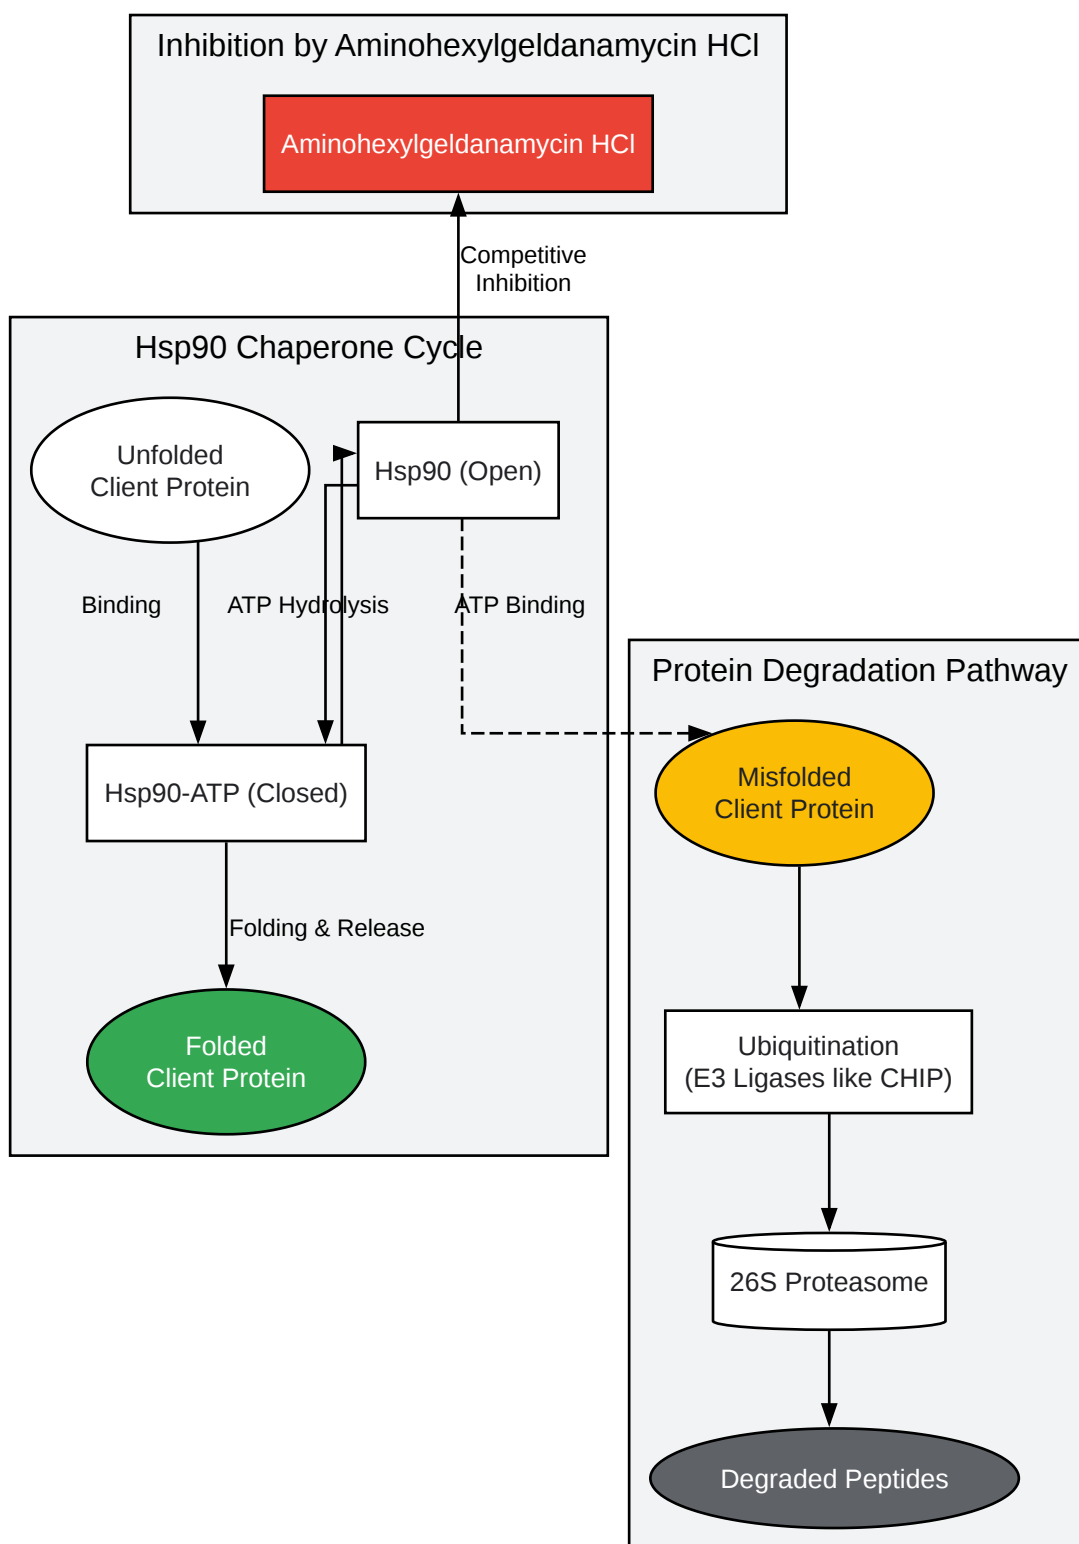 Inhibition by Aminohexylgeldanamycin HCl
Aminohexylgeldanamycin HCl
Competitive
Inhibition
Hsp90 Chaperone Cycle
Unfolded
Client Protein
Hsp90 (Open)
Binding
ATP Hydrolysis
ATP Binding
Hsp90-ATP (Closed)
Folding & Release
Folded
Client Protein
Protein Degradation Pathway
Misfolded
Client Protein
Ubiquitination
(E3 Ligases like CHIP)
26S Proteasome
Degraded Peptides